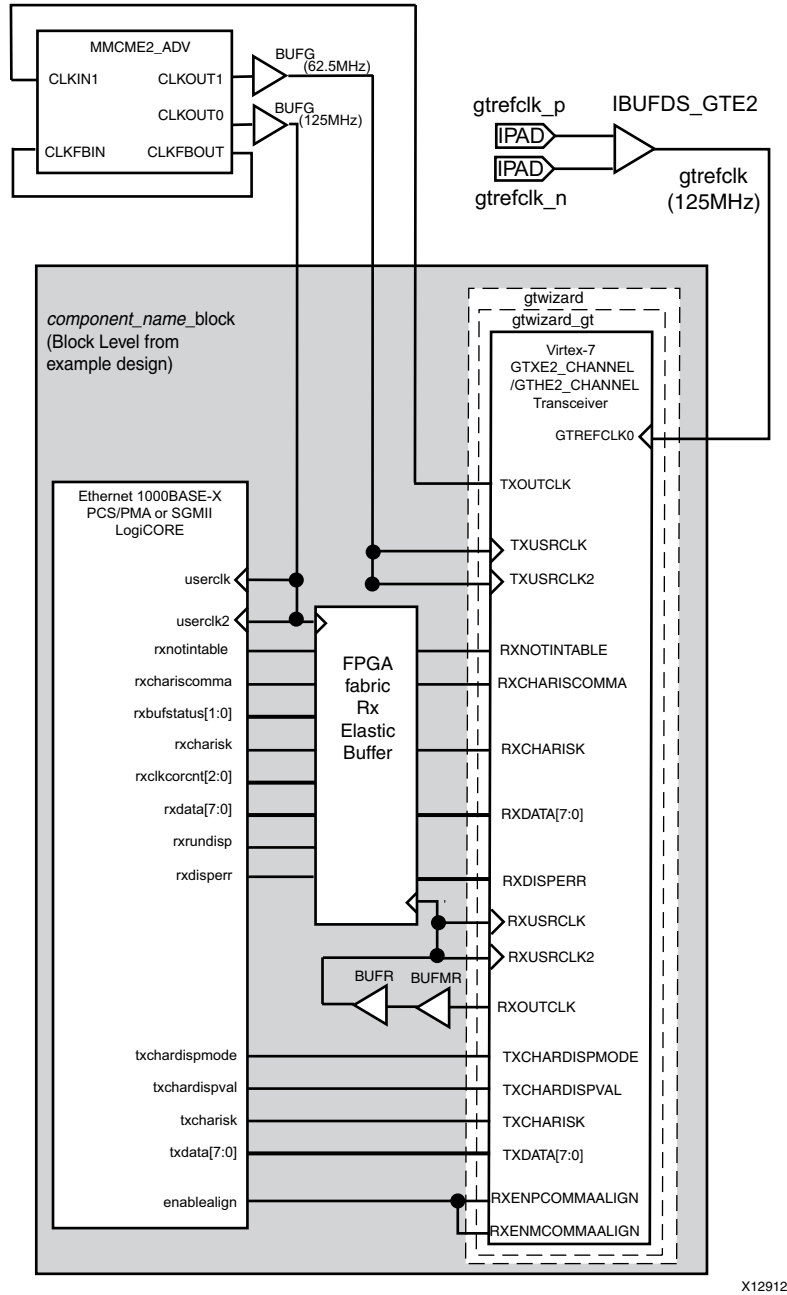 MMCME2_ADV
CLKIN1
CLKOUT1
BUFG
(62.5MHz)
CLKOUT0
BUFG
(125MHz)
CLKFBIN
CLKFBOUT
gtrefclk_p
IBUFDS_GTE2
IPAD
IPAD
gtrefclk_n
gtrefclk
(125MHz)
component_name_block
(Block Level from
example design)
gtwizard
gtwizard_gt
Virtex-7
GTXE2_CHANNEL
/GTHE2_CHANNEL
Transceiver
GTREFCLK0
TXOUTCLK
Ethernet 1000BASE-X
PCS/PMA or SGMII
LogiCORE
TXUSRCLK
userclk
TXUSRCLK2
userclk2
FPGA
fabric
Rx
Elastic
Buffer
rxnotintable
RXNOTINTABLE
rxchariscomma
RXCHARISCOMMA
rxbufstatus[1:0]
rxcharisk
RXCHARISK
rxclkcorcnt[2:0]
rxdata[7:0]
RXDATA[7:0]
rxrundisp
rxdisperr
RXDISPERR
RXUSRCLK
RXUSRCLK2
BUFR
BUFMR
RXOUTCLK
txchardispmode
TXCHARDISPMODE
txchardispval
TXCHARDISPVAL
txcharisk
TXCHARISK
txdata[7:0]
TXDATA[7:0]
enablealign
RXENPCOMMAALIGN
RXENMCOMMAALIGN
X12912